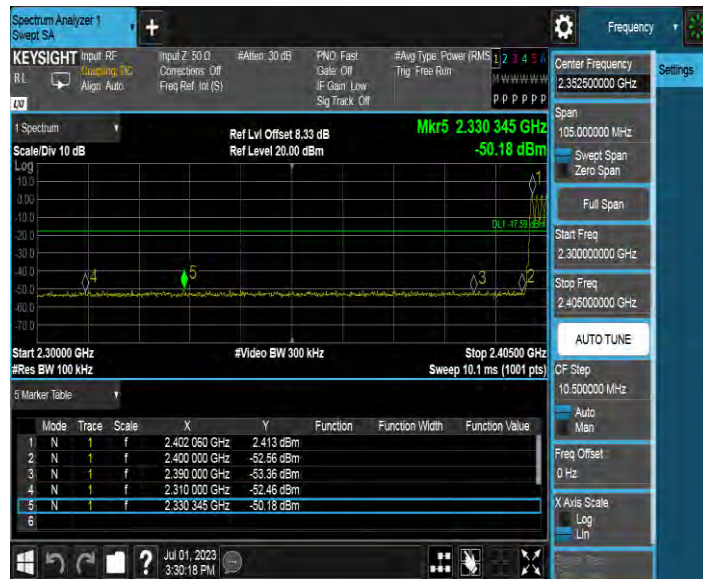 Spectrum Analyzer 1
Swept SA
+
Frequency
KEYSIGHT
RL
LXI
Input: RF
Coupling: DC
Align: Auto
Input Z: 50 Ω
Corrections: Off
Freq Ref: Int (S)
#Atten: 30 dB
PNO: Fast
Gate: Off
IF Gain: Low
Sig Track: Off
#Avg Type: Power (RMS
Trig: Free Run
1 2 3 4 5 6
M W W W W W
P P P P P P
Center Frequency
2.352500000 GHz
Settings
Span
105.000000 MHz
Swept Span
Zero Span
Full Span
Start Freq
2.300000000 GHz
Stop Freq
2.405000000 GHz
AUTO TUNE
CF Step
10.500000 MHz
Auto
Man
Freq Offset
0 Hz
X Axis Scale
Log
Lin
1 Spectrum
Scale/Div 10 dB
Ref Lvl Offset 8.33 dB
Ref Level 20.00 dBm
Mkr5 2.330 345 GHz
-50.18 dBm
Log
10.0
0.00
-10.0
-20.0
-30.0
-40.0
-50.0
-60.0
-70.0
1
DL1 -17.59 dBm
4
5
3
2
Start 2.30000 GHz
#Video BW 300 kHz
Stop 2.40500 GHz
#Res BW 100 kHz
Sweep 10.1 ms (1001 pts)
5 Marker Table
Mode Trace Scale X Y Function Function Width Function Value
1 N 1 f 2.402 060 GHz 2.413 dBm
2 N 1 f 2.400 000 GHz -52.56 dBm
3 N 1 f 2.390 000 GHz -53.36 dBm
4 N 1 f 2.310 000 GHz -52.46 dBm
5 N 1 f 2.330 345 GHz -50.18 dBm
6
?
Jul 01, 2023
3:30:18 PM